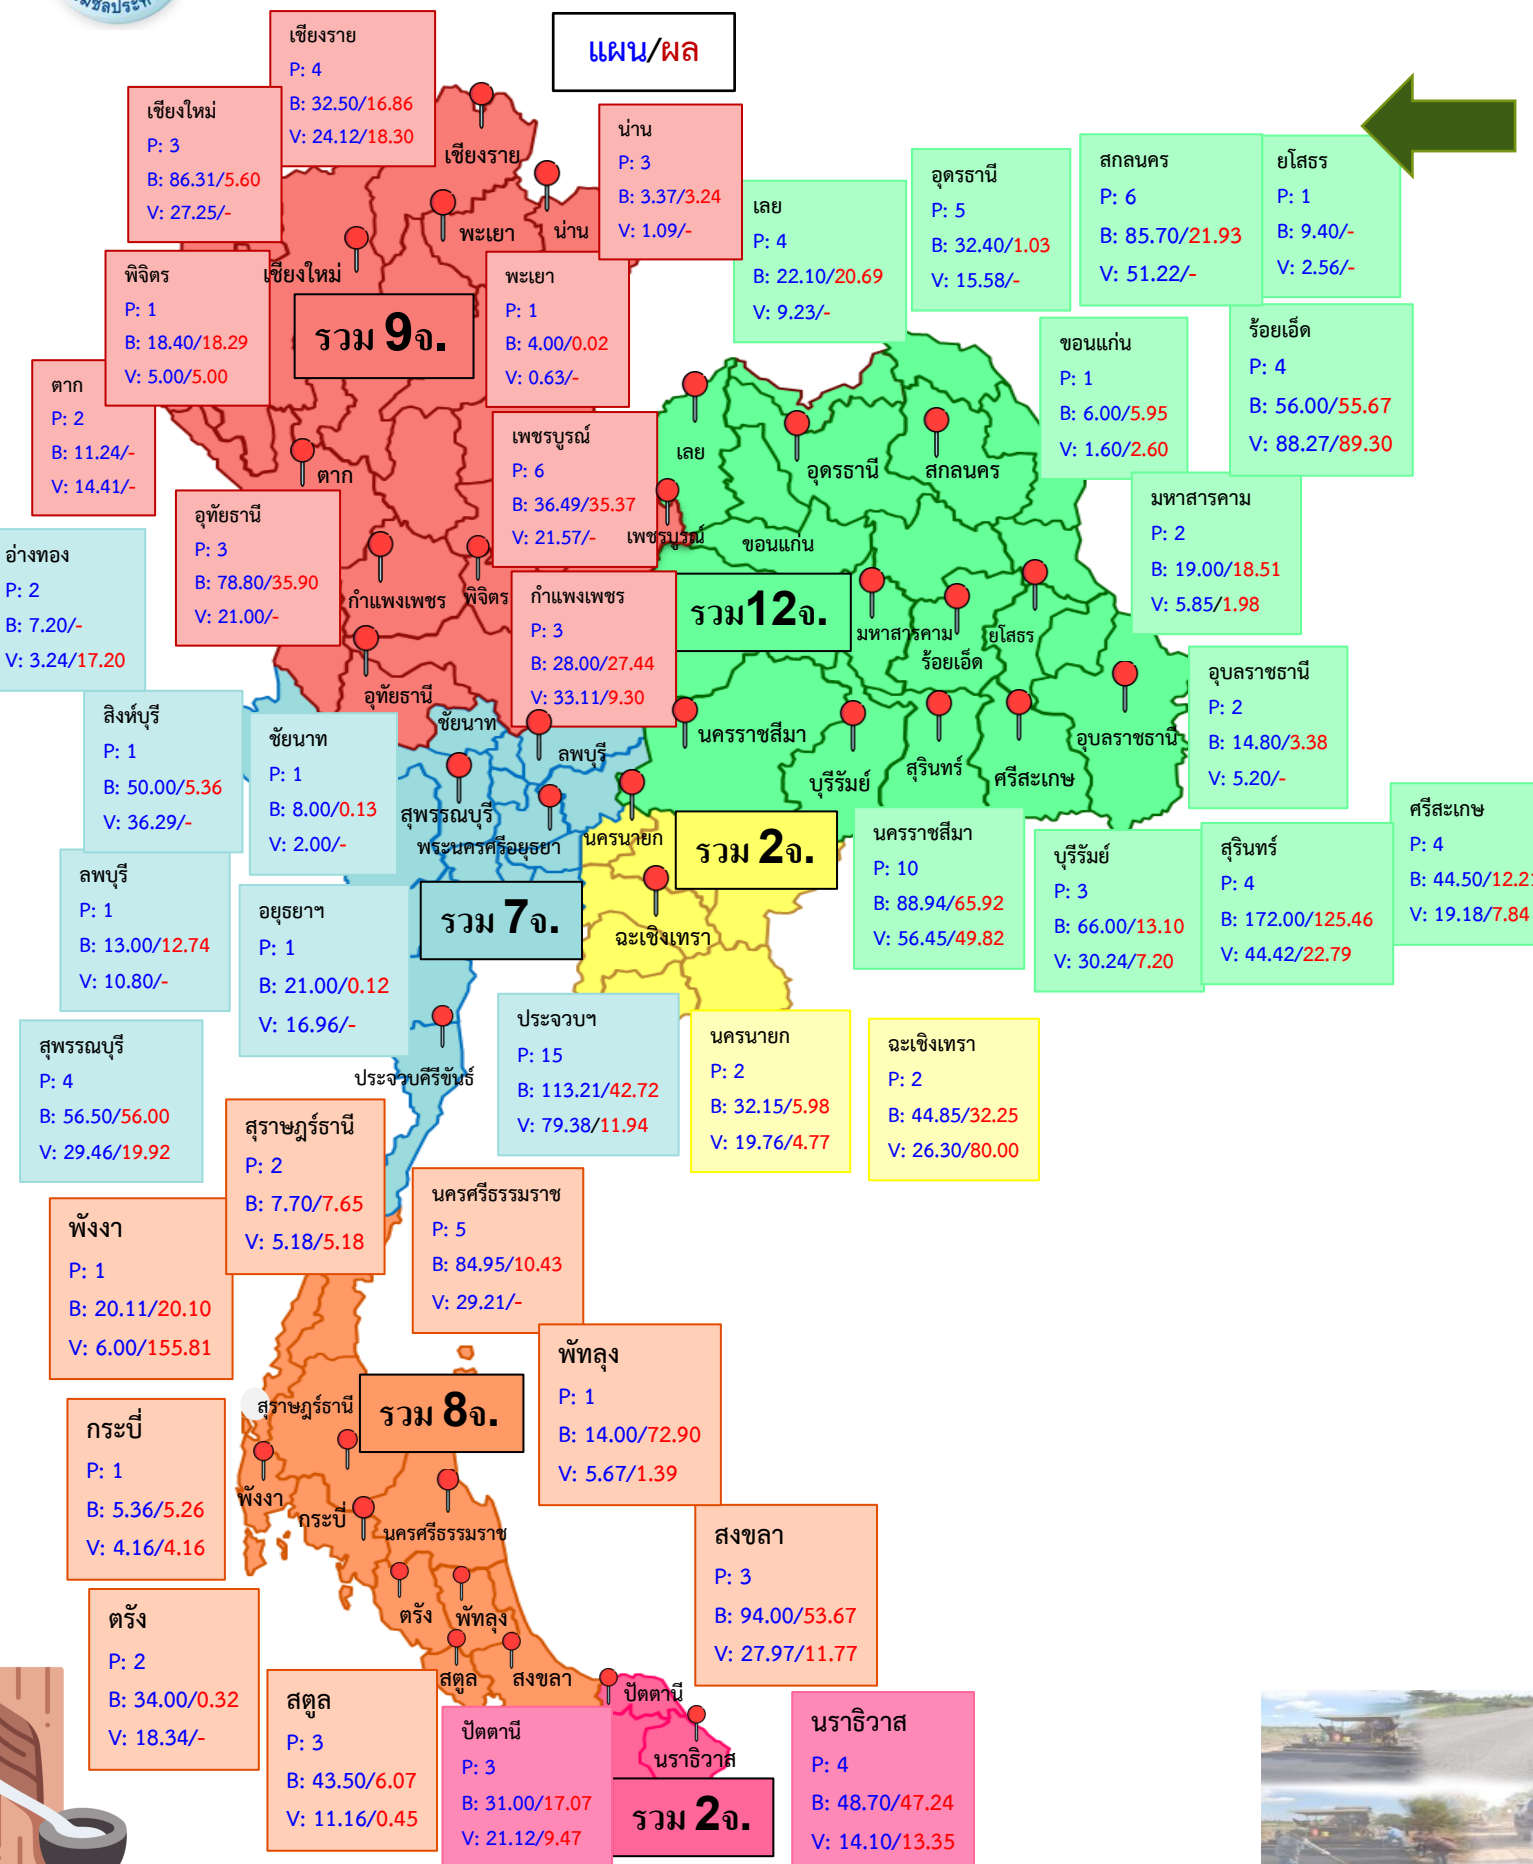 แผน/ผล
เชียงราย
P: 4
B: 32.50/16.86
V: 24.12/18.30
เชียงใหม่
P: 3
B: 86.31/5.60
V: 27.25/-
น่าน
P: 3
B: 3.37/3.24
V: 1.09/-
พิจิตร
P: 1
B: 18.40/18.29
V: 5.00/5.00
พะเยา
P: 1
B: 4.00/0.02
V: 0.63/-
ตาก
P: 2
B: 11.24/-
V: 14.41/-
เพชรบูรณ์
P: 6
B: 36.49/35.37
V: 21.57/-
อุทัยธานี
P: 3
B: 78.80/35.90
V: 21.00/-
กำแพงเพชร
P: 3
B: 28.00/27.44
V: 33.11/9.30
เชียงราย
พะเยา
น่าน
เชียงใหม่
รวม 9จ.
ตาก
เพชรบูรณ์
กำแพงเพชร
พิจิตร
อุทัยธานี
เลย
P: 4
B: 22.10/20.69
V: 9.23/-
อุดรธานี
P: 5
B: 32.40/1.03
V: 15.58/-
สกลนคร
P: 6
B: 85.70/21.93
V: 51.22/-
ยโสธร
P: 1
B: 9.40/-
V: 2.56/-
ขอนแก่น
P: 1
B: 6.00/5.95
V: 1.60/2.60
ร้อยเอ็ด
P: 4
B: 56.00/55.67
V: 88.27/89.30
มหาสารคาม
P: 2
B: 19.00/18.51
V: 5.85/1.98
อุบลราชธานี
P: 2
B: 14.80/3.38
V: 5.20/-
ศรีสะเกษ
P: 4
B: 44.50/12.21
V: 19.18/7.84
สุรินทร์
P: 4
B: 172.00/125.46
V: 44.42/22.79
บุรีรัมย์
P: 3
B: 66.00/13.10
V: 30.24/7.20
นครราชสีมา
P: 10
B: 88.94/65.92
V: 56.45/49.82
เลย
อุดรธานี
สกลนคร
ขอนแก่น
รวม12จ.
มหาสารคาม
ร้อยเอ็ด
ยโสธร
นครราชสีมา
บุรีรัมย์
สุรินทร์
ศรีสะเกษ
อุบลราชธานี
อ่างทอง
P: 2
B: 7.20/-
V: 3.24/17.20
สิงห์บุรี
P: 1
B: 50.00/5.36
V: 36.29/-
ชัยนาท
P: 1
B: 8.00/0.13
V: 2.00/-
ลพบุรี
P: 1
B: 13.00/12.74
V: 10.80/-
อยุธยาฯ
P: 1
B: 21.00/0.12
V: 16.96/-
สุพรรณบุรี
P: 4
B: 56.50/56.00
V: 29.46/19.92
ประจวบฯ
P: 15
B: 113.21/42.72
V: 79.38/11.94
ชัยนาท
ลพบุรี
สุพรรณบุรี
พระนครศรีอยุธยา
รวม 7จ.
ประจวบคีรีขันธ์
นครนายก
รวม 2จ.
ฉะเชิงเทรา
นครนายก
P: 2
B: 32.15/5.98
V: 19.76/4.77
ฉะเชิงเทรา
P: 2
B: 44.85/32.25
V: 26.30/80.00
สุราษฎร์ธานี
P: 2
B: 7.70/7.65
V: 5.18/5.18
นครศรีธรรมราช
P: 5
B: 84.95/10.43
V: 29.21/-
พังงา
P: 1
B: 20.11/20.10
V: 6.00/155.81
พัทลุง
P: 1
B: 14.00/72.90
V: 5.67/1.39
กระบี่
P: 1
B: 5.36/5.26
V: 4.16/4.16
สงขลา
P: 3
B: 94.00/53.67
V: 27.97/11.77
ตรัง
P: 2
B: 34.00/0.32
V: 18.34/-
สตูล
P: 3
B: 43.50/6.07
V: 11.16/0.45
สุราษฎร์ธานี
รวม 8จ.
พังงา
กระบี่
นครศรีธรรมราช
ตรัง
พัทลุง
สตูล
สงขลา
ปัตตานี
นราธิวาส
รวม 2จ.
ปัตตานี
P: 3
B: 31.00/17.07
V: 21.12/9.47
นราธิวาส
P: 4
B: 48.70/47.24
V: 14.10/13.35